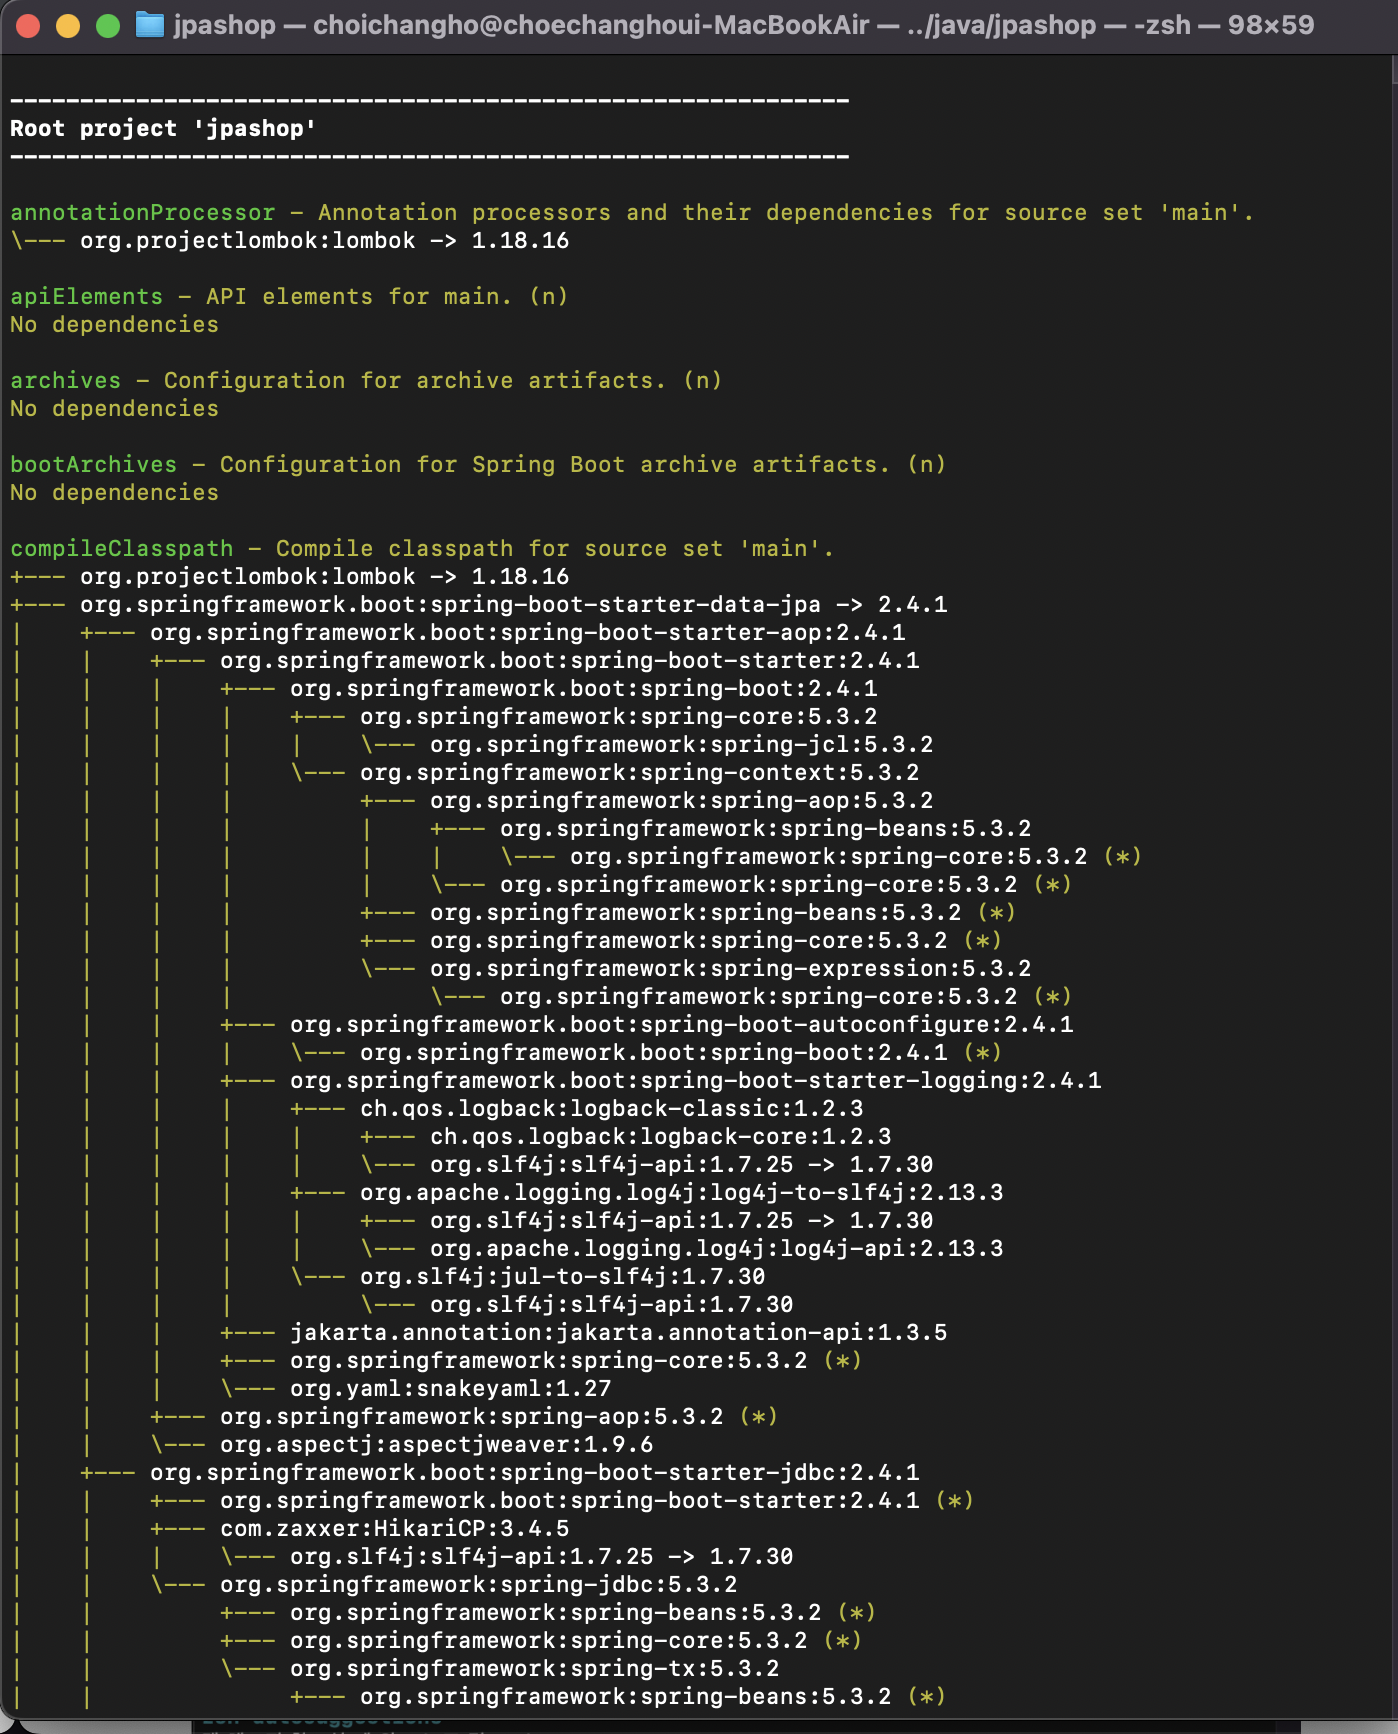 jpashop — choichangho@choechanghoui-MacBookAir — ../java/jpashop — -zsh — 98×59
------------------------------------------------------------
Root project 'jpashop'
------------------------------------------------------------
annotationProcessor - Annotation processors and their dependencies for source set 'main'.
\--- org.projectlombok:lombok -> 1.18.16
apiElements - API elements for main. (n)
No dependencies
archives - Configuration for archive artifacts. (n)
No dependencies
bootArchives - Configuration for Spring Boot archive artifacts. (n)
No dependencies
compileClasspath - Compile classpath for source set 'main'.
+--- org.projectlombok:lombok -> 1.18.16
+--- org.springframework.boot:spring-boot-starter-data-jpa -> 2.4.1
|    +--- org.springframework.boot:spring-boot-starter-aop:2.4.1
|    |    +--- org.springframework.boot:spring-boot-starter:2.4.1
|    |    |    +--- org.springframework.boot:spring-boot:2.4.1
|    |    |    |    +--- org.springframework:spring-core:5.3.2
|    |    |    |    |    \--- org.springframework:spring-jcl:5.3.2
|    |    |    |    \--- org.springframework:spring-context:5.3.2
|    |    |    |         +--- org.springframework:spring-aop:5.3.2
|    |    |    |         |    +--- org.springframework:spring-beans:5.3.2
|    |    |    |         |    |    \--- org.springframework:spring-core:5.3.2 (*)
|    |    |    |         |    \--- org.springframework:spring-core:5.3.2 (*)
|    |    |    |         +--- org.springframework:spring-beans:5.3.2 (*)
|    |    |    |         +--- org.springframework:spring-core:5.3.2 (*)
|    |    |    |         \--- org.springframework:spring-expression:5.3.2
|    |    |    |              \--- org.springframework:spring-core:5.3.2 (*)
|    |    |    +--- org.springframework.boot:spring-boot-autoconfigure:2.4.1
|    |    |    |    \--- org.springframework.boot:spring-boot:2.4.1 (*)
|    |    |    +--- org.springframework.boot:spring-boot-starter-logging:2.4.1
|    |    |    |    +--- ch.qos.logback:logback-classic:1.2.3
|    |    |    |    |    +--- ch.qos.logback:logback-core:1.2.3
|    |    |    |    |    \--- org.slf4j:slf4j-api:1.7.25 -> 1.7.30
|    |    |    |    +--- org.apache.logging.log4j:log4j-to-slf4j:2.13.3
|    |    |    |    |    +--- org.slf4j:slf4j-api:1.7.25 -> 1.7.30
|    |    |    |    |    \--- org.apache.logging.log4j:log4j-api:2.13.3
|    |    |    |    \--- org.slf4j:jul-to-slf4j:1.7.30
|    |    |    |         \--- org.slf4j:slf4j-api:1.7.30
|    |    |    +--- jakarta.annotation:jakarta.annotation-api:1.3.5
|    |    |    +--- org.springframework:spring-core:5.3.2 (*)
|    |    |    \--- org.yaml:snakeyaml:1.27
|    |    +--- org.springframework:spring-aop:5.3.2 (*)
|    |    \--- org.aspectj:aspectjweaver:1.9.6
|    +--- org.springframework.boot:spring-boot-starter-jdbc:2.4.1
|    |    +--- org.springframework.boot:spring-boot-starter:2.4.1 (*)
|    |    +--- com.zaxxer:HikariCP:3.4.5
|    |    |    \--- org.slf4j:slf4j-api:1.7.25 -> 1.7.30
|    |    \--- org.springframework:spring-jdbc:5.3.2
|    |         +--- org.springframework:spring-beans:5.3.2 (*)
|    |         +--- org.springframework:spring-core:5.3.2 (*)
|    |         \--- org.springframework:spring-tx:5.3.2
|    |              +--- org.springframework:spring-beans:5.3.2 (*)